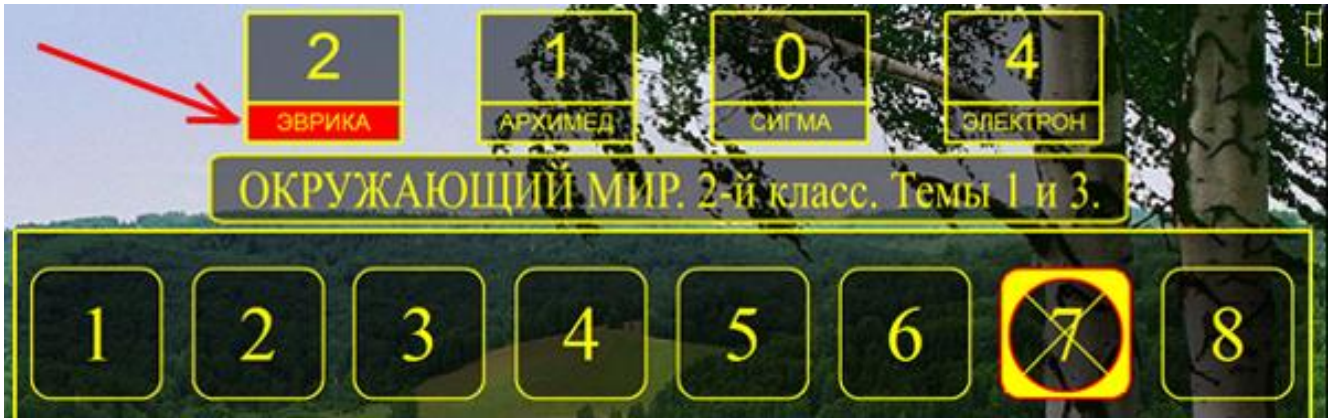 2 1 0 4
ЭВРИКА АРХИМЕД СИГМА ЭЛЕКТРОН
ОКРУЖАЮЩИЙ МИР. 2-й класс. Темы 1 и 3.
1 2 3 4 5 6 7 8